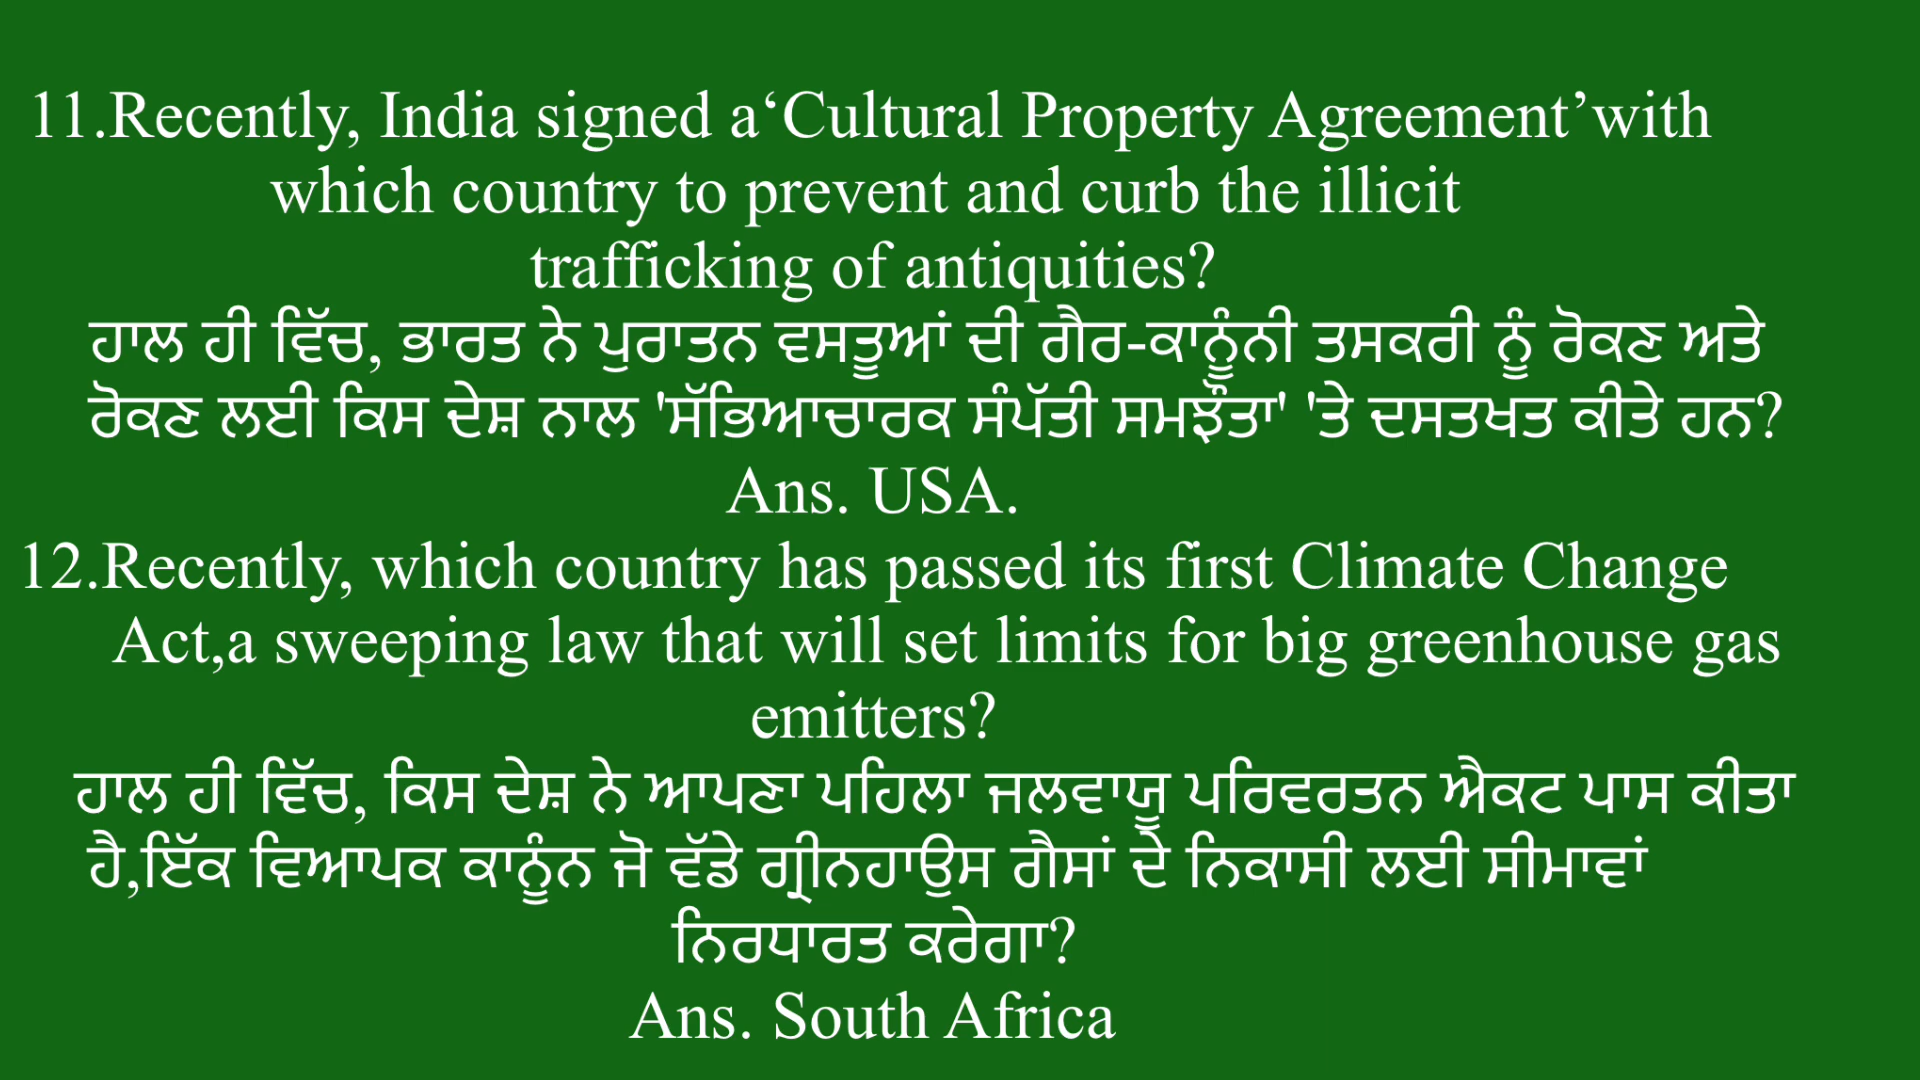 11.Recently, India signed a‘Cultural Property Agreement’with
which country to prevent and curb the illicit
trafficking of antiquities?
ਹਾਲ ਹੀ ਵਿੱਚ, ਭਾਰਤ ਨੇ ਪੁਰਾਤਨ ਵਸਤੂਆਂ ਦੀ ਗੈਰ-ਕਾਨੂੰਨੀ ਤਸਕਰੀ ਨੂੰ ਰੋਕਣ ਅਤੇ
ਰੋਕਣ ਲਈ ਕਿਸ ਦੇਸ਼ ਨਾਲ 'ਸੱਭਿਆਚਾਰਕ ਸੰਪੱਤੀ ਸਮਝੌਤਾ' 'ਤੇ ਦਸਤਖਤ ਕੀਤੇ ਹਨ?
Ans. USA.
12.Recently, which country has passed its first Climate Change
Act,a sweeping law that will set limits for big greenhouse gas
emitters?
ਹਾਲ ਹੀ ਵਿੱਚ, ਕਿਸ ਦੇਸ਼ ਨੇ ਆਪਣਾ ਪਹਿਲਾ ਜਲਵਾਯੂ ਪਰਿਵਰਤਨ ਐਕਟ ਪਾਸ ਕੀਤਾ
ਹੈ,ਇੱਕ ਵਿਆਪਕ ਕਾਨੂੰਨ ਜੋ ਵੱਡੇ ਗ੍ਰੀਨਹਾਉਸ ਗੈਸਾਂ ਦੇ ਨਿਕਾਸੀ ਲਈ ਸੀਮਾਵਾਂ
ਨਿਰਧਾਰਤ ਕਰੇਗਾ?
Ans. South Africa